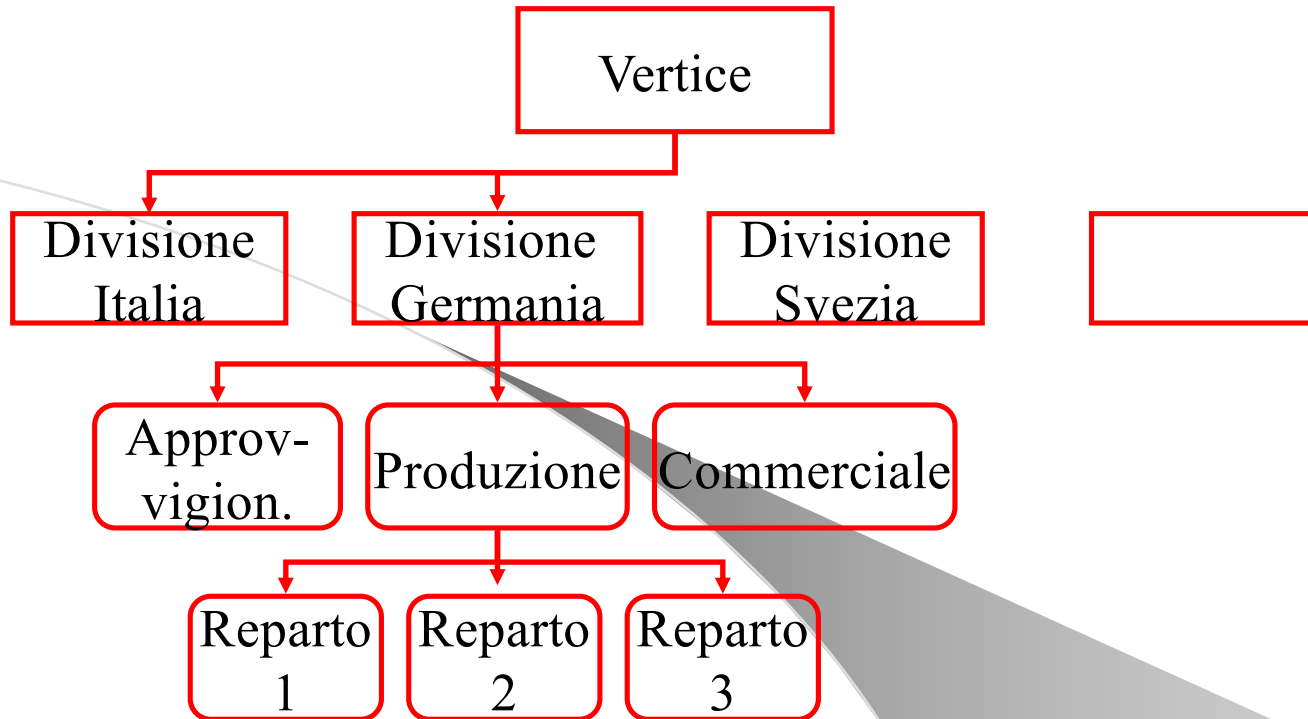 Vertice
Divisione
Italia
Divisione
Germania
Divisione
Svezia
Approv-
vigion.
Produzione
Commerciale
Reparto
1
Reparto
2
Reparto
3